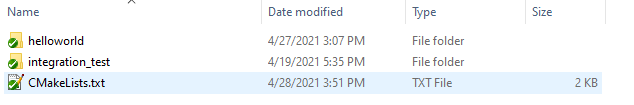 Name Date modified Type Size
helloworld 4/27/2021 3:07 PM File folder
integration_test 4/19/2021 5:35 PM File folder
CMakeLists.txt 4/28/2021 3:51 PM TXT File 2 KB